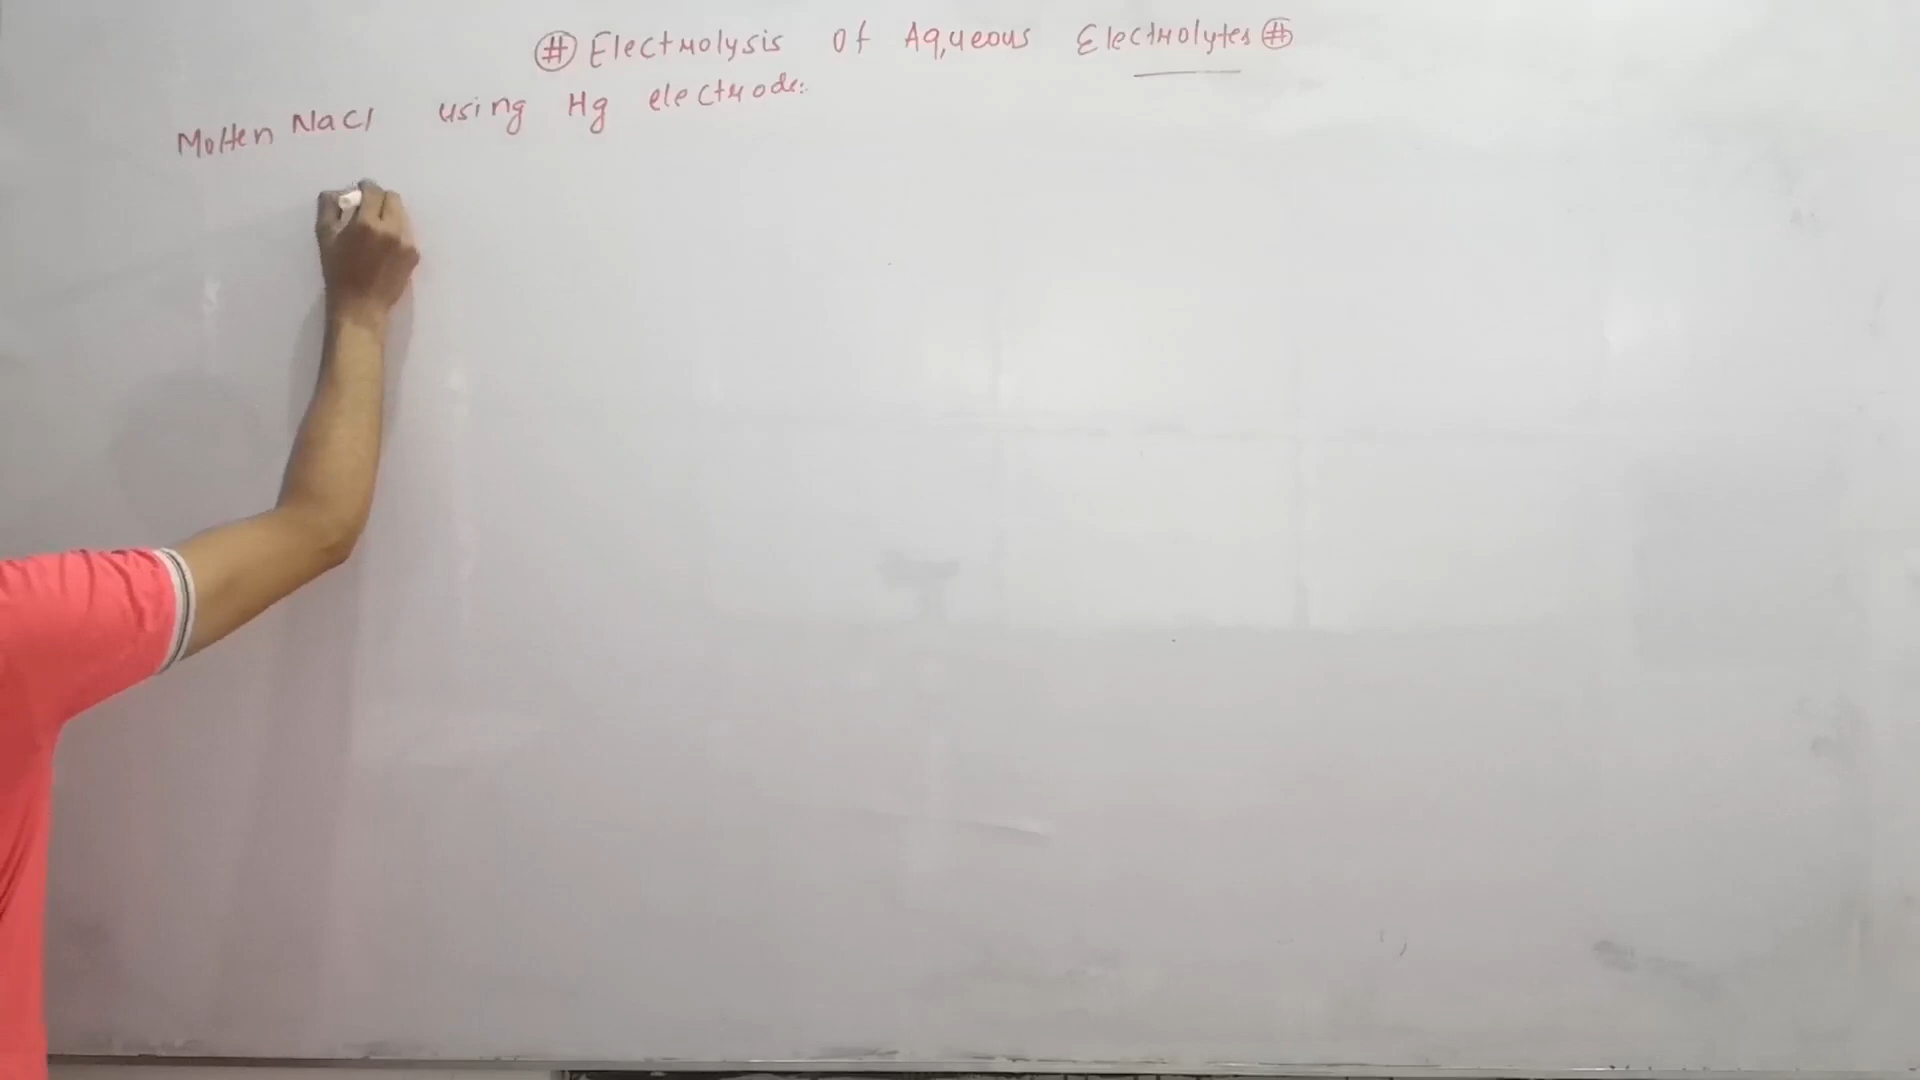 # Electrolysis of Aqueous Electrolytes #
Molten NaCl using Hg electrode: